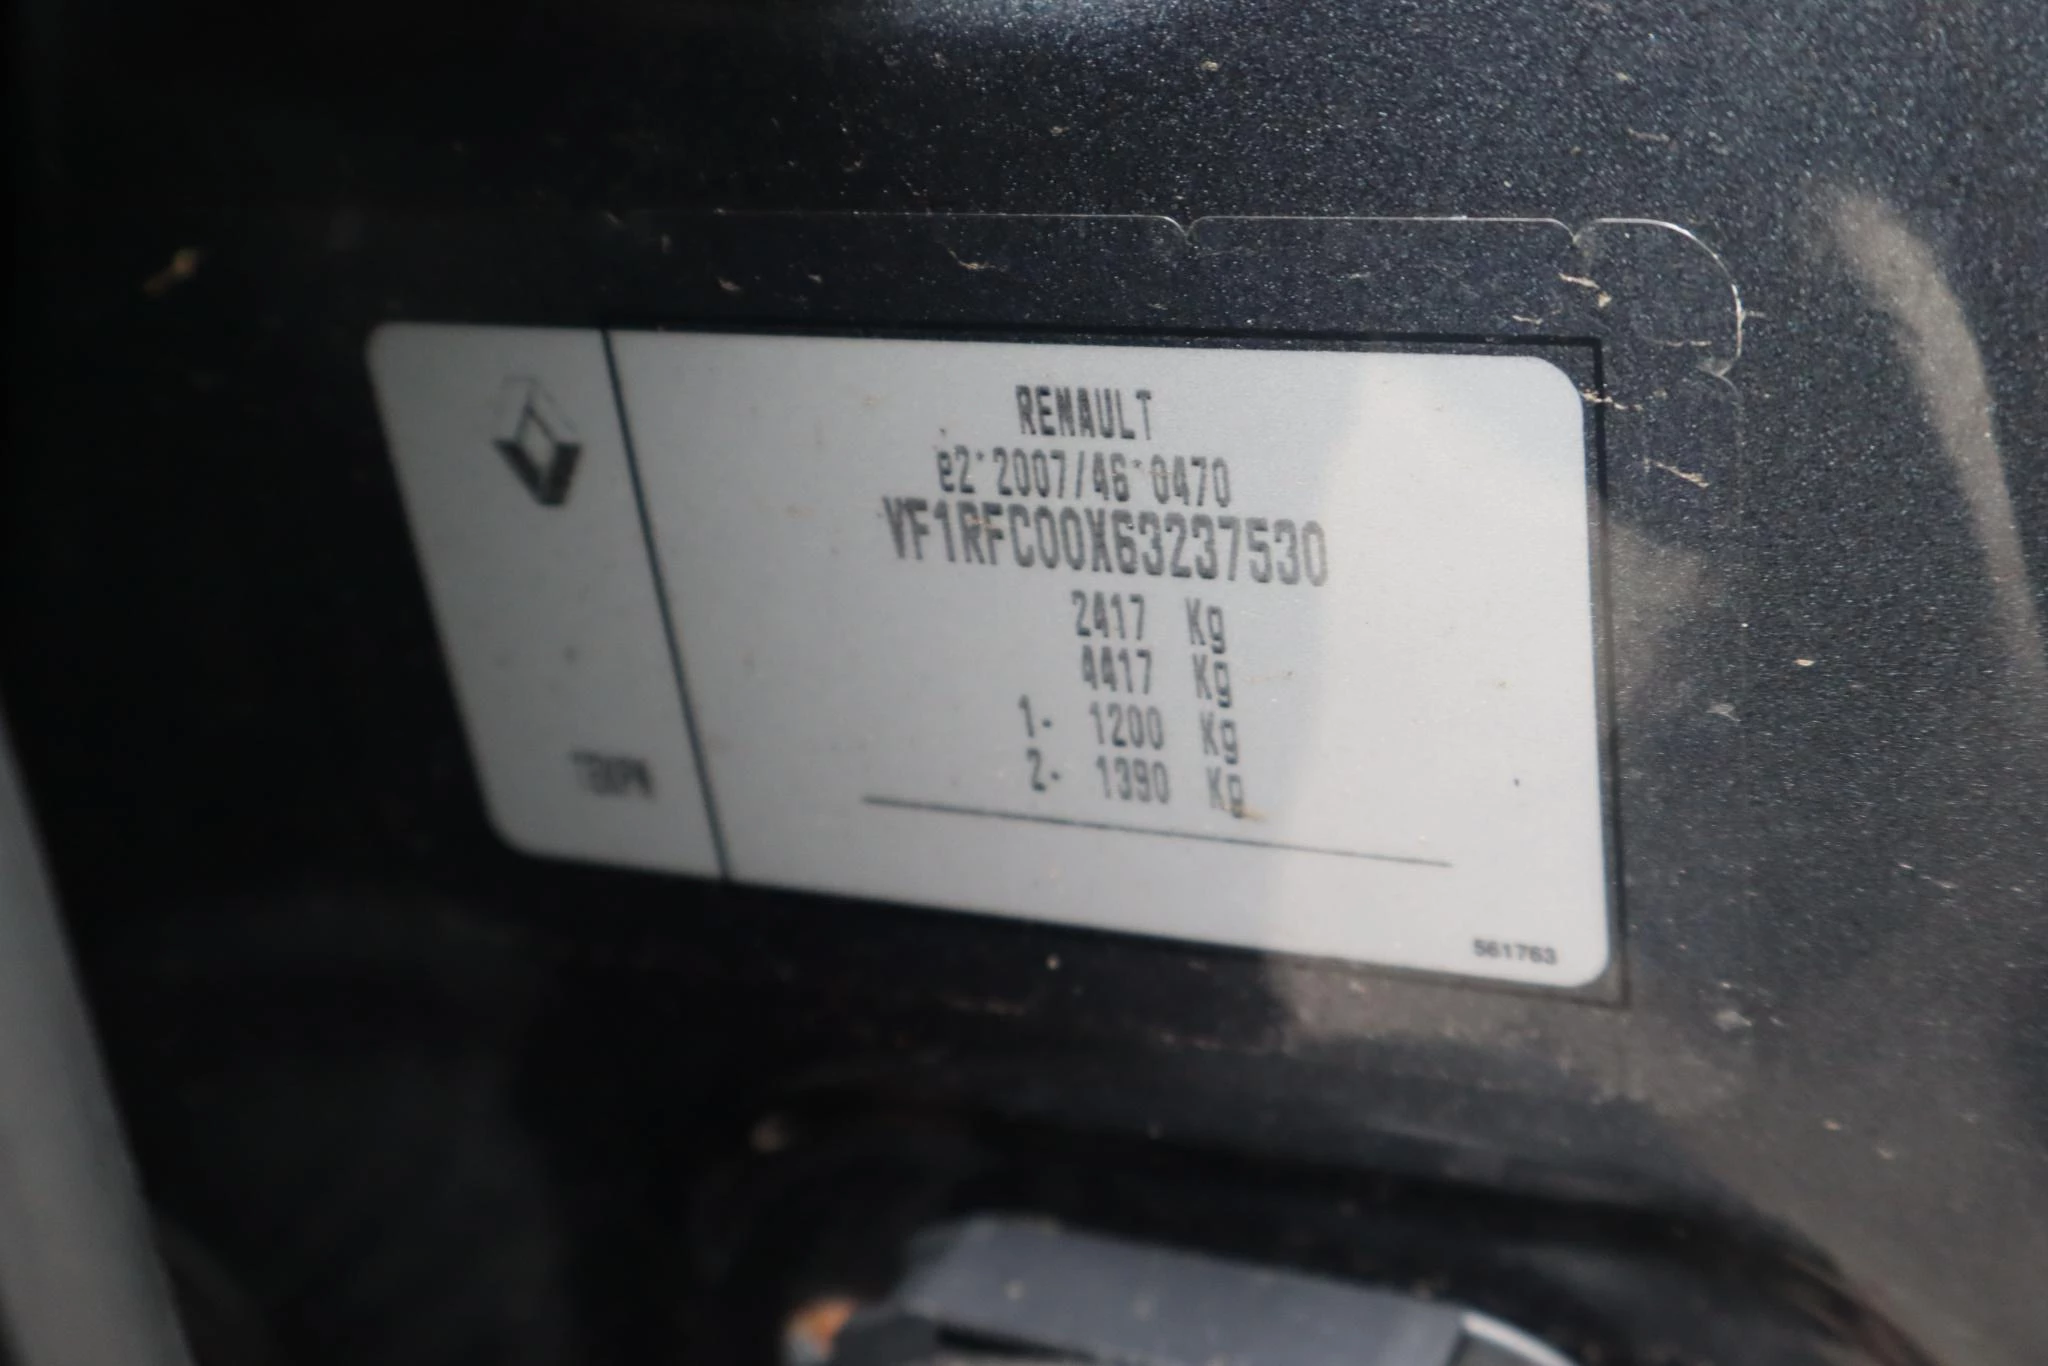 RENAULT
e2*2007/46*0470
VF1RFC00X63237530
2417 Kg
4417 Kg
1- 1200 Kg
2- 1390 Kg
561763